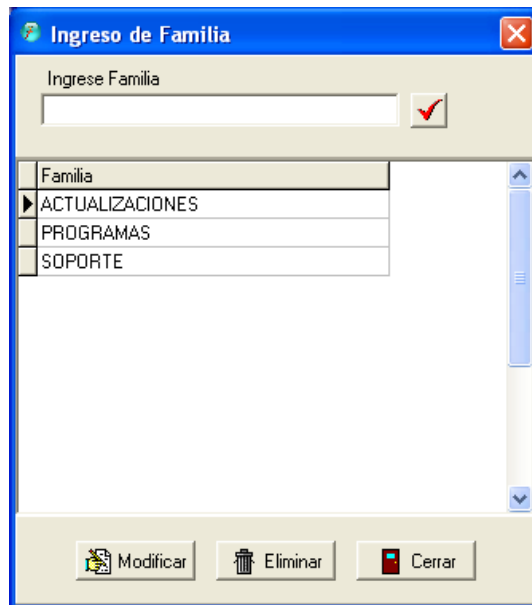 Ingreso de Familia
Ingrese Familia
Familia
ACTUALIZACIONES
PROGRAMAS
SOPORTE
Modificar Eliminar Cerrar